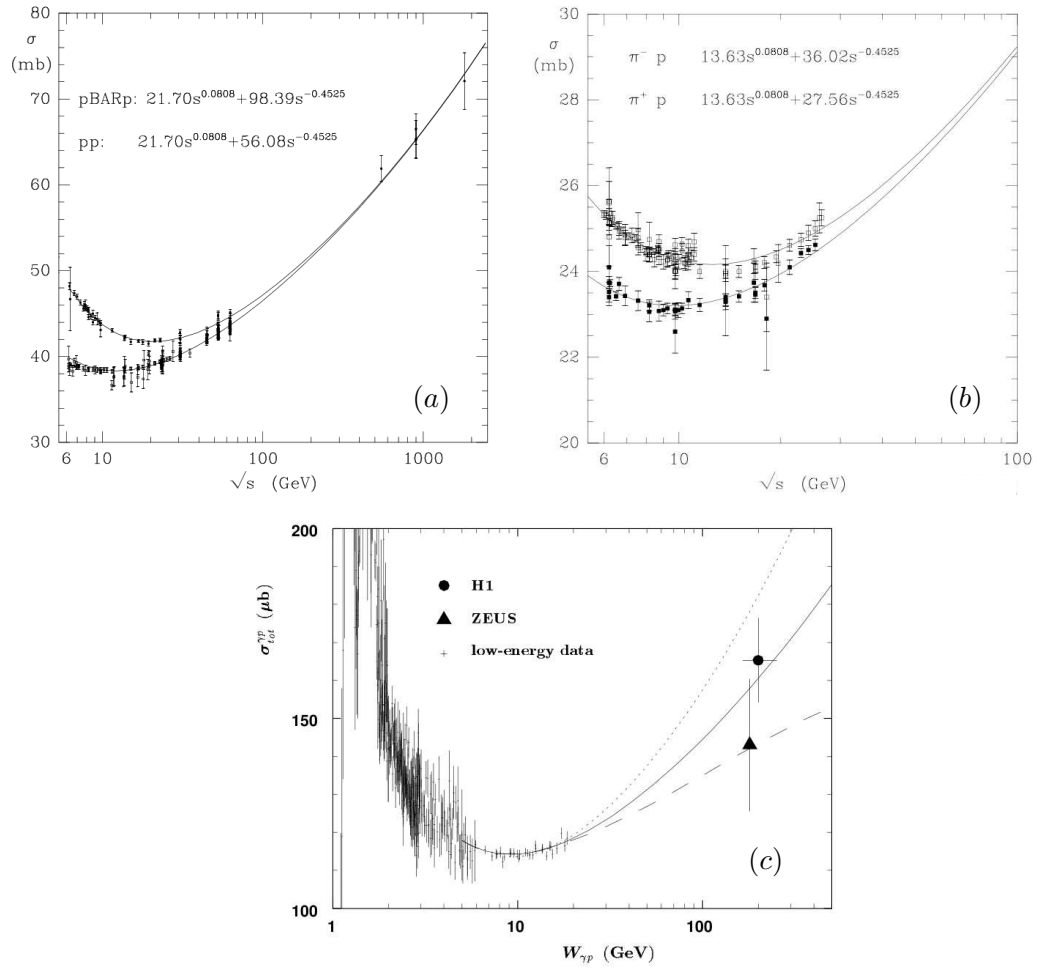 80
σ
(mb)
70
pBARp: 21.70s^0.0808+98.39s^-0.4525
pp: 21.70s^0.0808+56.08s^-0.4525
60
50
40
30
(a)
6 10 100 1000
√s (GeV)
30
σ
(mb)
π⁻ p 13.63s^0.0808+36.02s^-0.4525
π⁺ p 13.63s^0.0808+27.56s^-0.4525
28
26
24
22
20
(b)
6 10 100
√s (GeV)
200
σ^γp_tot (μb)
H1
ZEUS
low-energy data
150
(c)
100
1 10 100
W_γp (GeV)